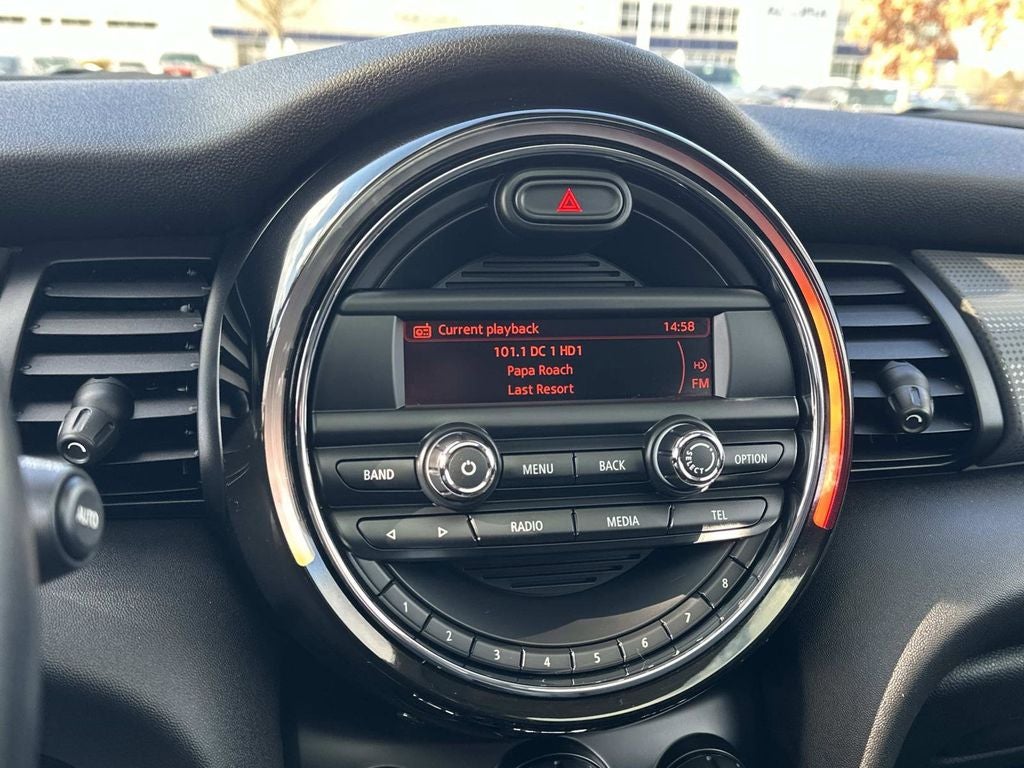 Current playback 14:58
101.1 DC 1 HD1
Papa Roach
Last Resort
HD
FM
BAND MENU BACK SELECT OPTION
RADIO MEDIA TEL
1 2 3 4 5 6 7 8
AUTO